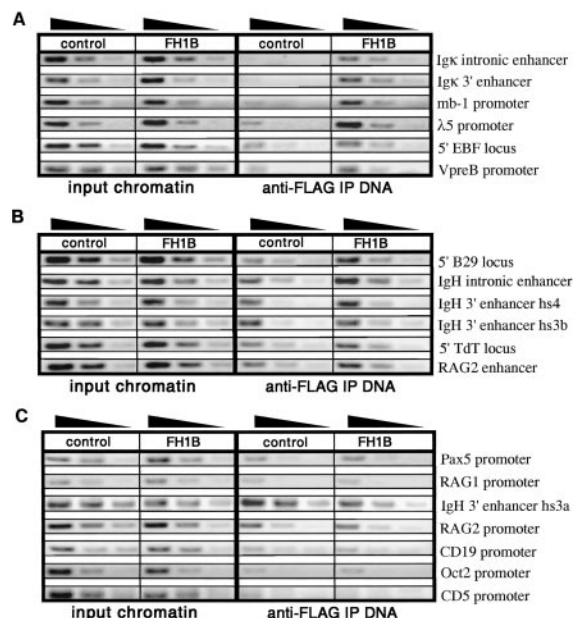 A
control FH1B control FH1B
Igκ intronic enhancer
Igκ 3' enhancer
mb-1 promoter
λ5 promoter
5' EBF locus
VpreB promoter
input chromatin anti-FLAG IP DNA
B
control FH1B control FH1B
5' B29 locus
IgH intronic enhancer
IgH 3' enhancer hs4
IgH 3' enhancer hs3b
5' TdT locus
RAG2 enhancer
input chromatin anti-FLAG IP DNA
C
control FH1B control FH1B
Pax5 promoter
RAG1 promoter
IgH 3' enhancer hs3a
RAG2 promoter
CD19 promoter
Oct2 promoter
CD5 promoter
input chromatin anti-FLAG IP DNA